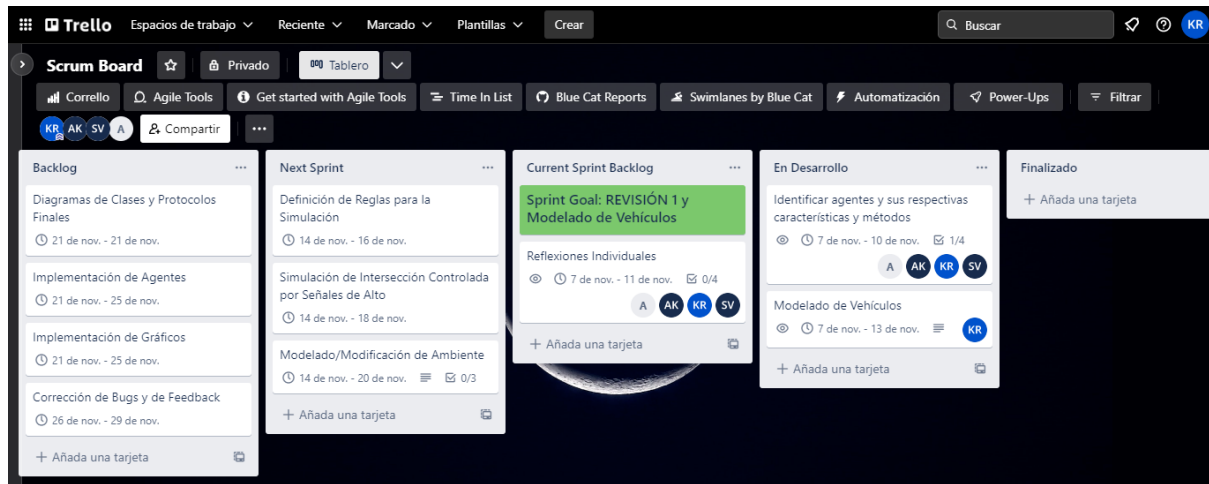 Trello Espacios de trabajo Reciente Marcado Plantillas Crear Buscar KR
Scrum Board Privado Tablero
Corrello Agile Tools Get started with Agile Tools Time In List Blue Cat Reports Swimlanes by Blue Cat Automatización Power-Ups Filtrar
KR AK SV A Compartir
Backlog
Diagramas de Clases y Protocolos
Finales
21 de nov. - 21 de nov.
Implementación de Agentes
21 de nov. - 25 de nov.
Implementación de Gráficos
21 de nov. - 25 de nov.
Corrección de Bugs y de Feedback
26 de nov. - 29 de nov.
+ Añada una tarjeta
Next Sprint
Definición de Reglas para la
Simulación
14 de nov. - 16 de nov.
Simulación de Intersección Controlada
por Señales de Alto
14 de nov. - 18 de nov.
Modelado/Modificación de Ambiente
14 de nov. - 20 de nov. 0/3
+ Añada una tarjeta
Current Sprint Backlog
Sprint Goal: REVISIÓN 1 y
Modelado de Vehículos
Reflexiones Individuales
7 de nov. - 11 de nov. 0/4
A AK KR SV
+ Añada una tarjeta
En Desarrollo
Identificar agentes y sus respectivas
características y métodos
7 de nov. - 10 de nov. 1/4
A AK KR SV
Modelado de Vehículos
7 de nov. - 13 de nov. KR
+ Añada una tarjeta
Finalizado
+ Añada una tarjeta